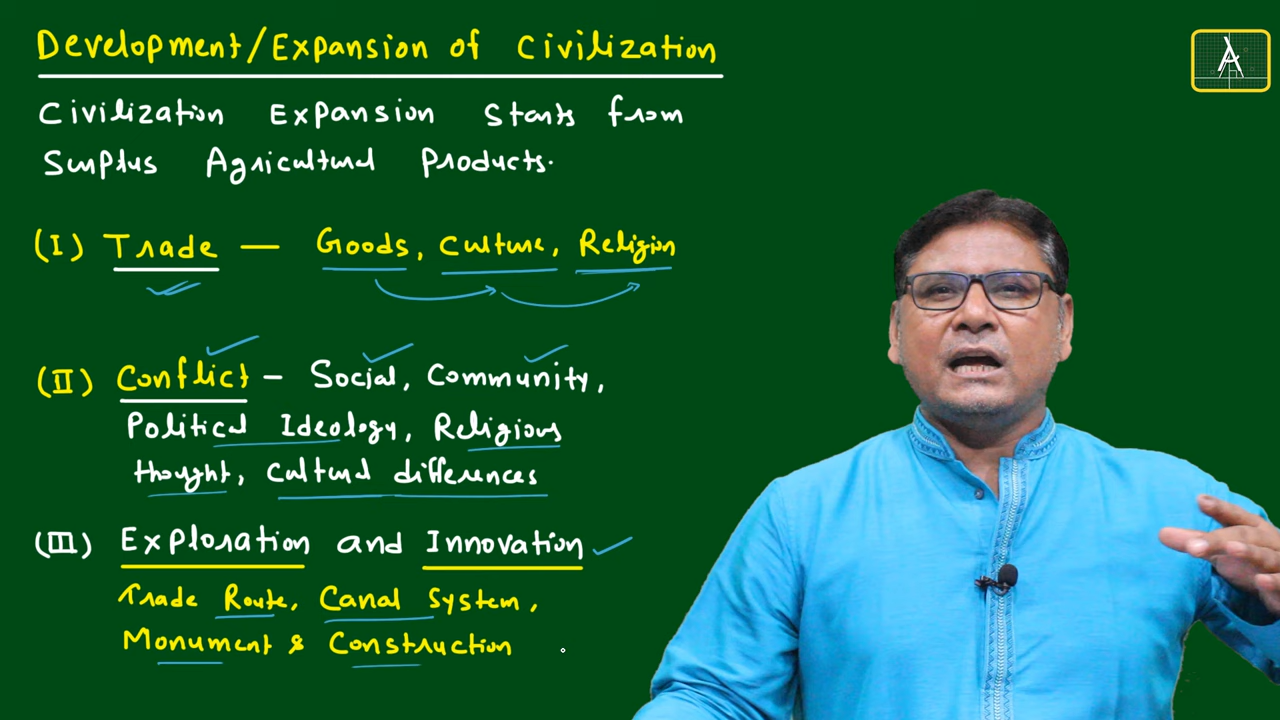 Development/Expansion of Civilization
Civilization Expansion Starts from
Surplus Agricultural Products.
(I) Trade — Goods, Culture, Religion
(II) Conflict - Social, Community,
Political Ideology, Religious
thought, Cultural differences
(III) Exploration and Innovation
Trade Route, Canal System,
Monument & Construction